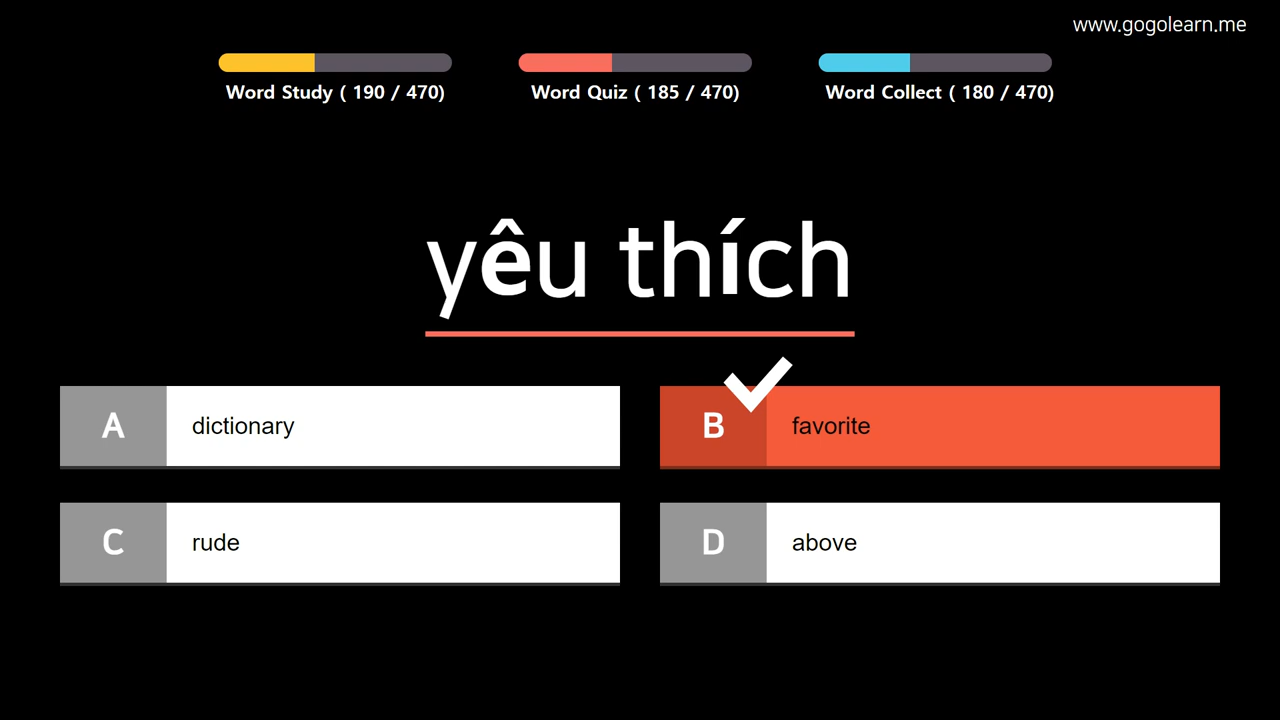 www.gogolearn.me
Word Study ( 190 / 470)
Word Quiz ( 185 / 470)
Word Collect ( 180 / 470)
yêu thích
A dictionary
B favorite
C rude
D above